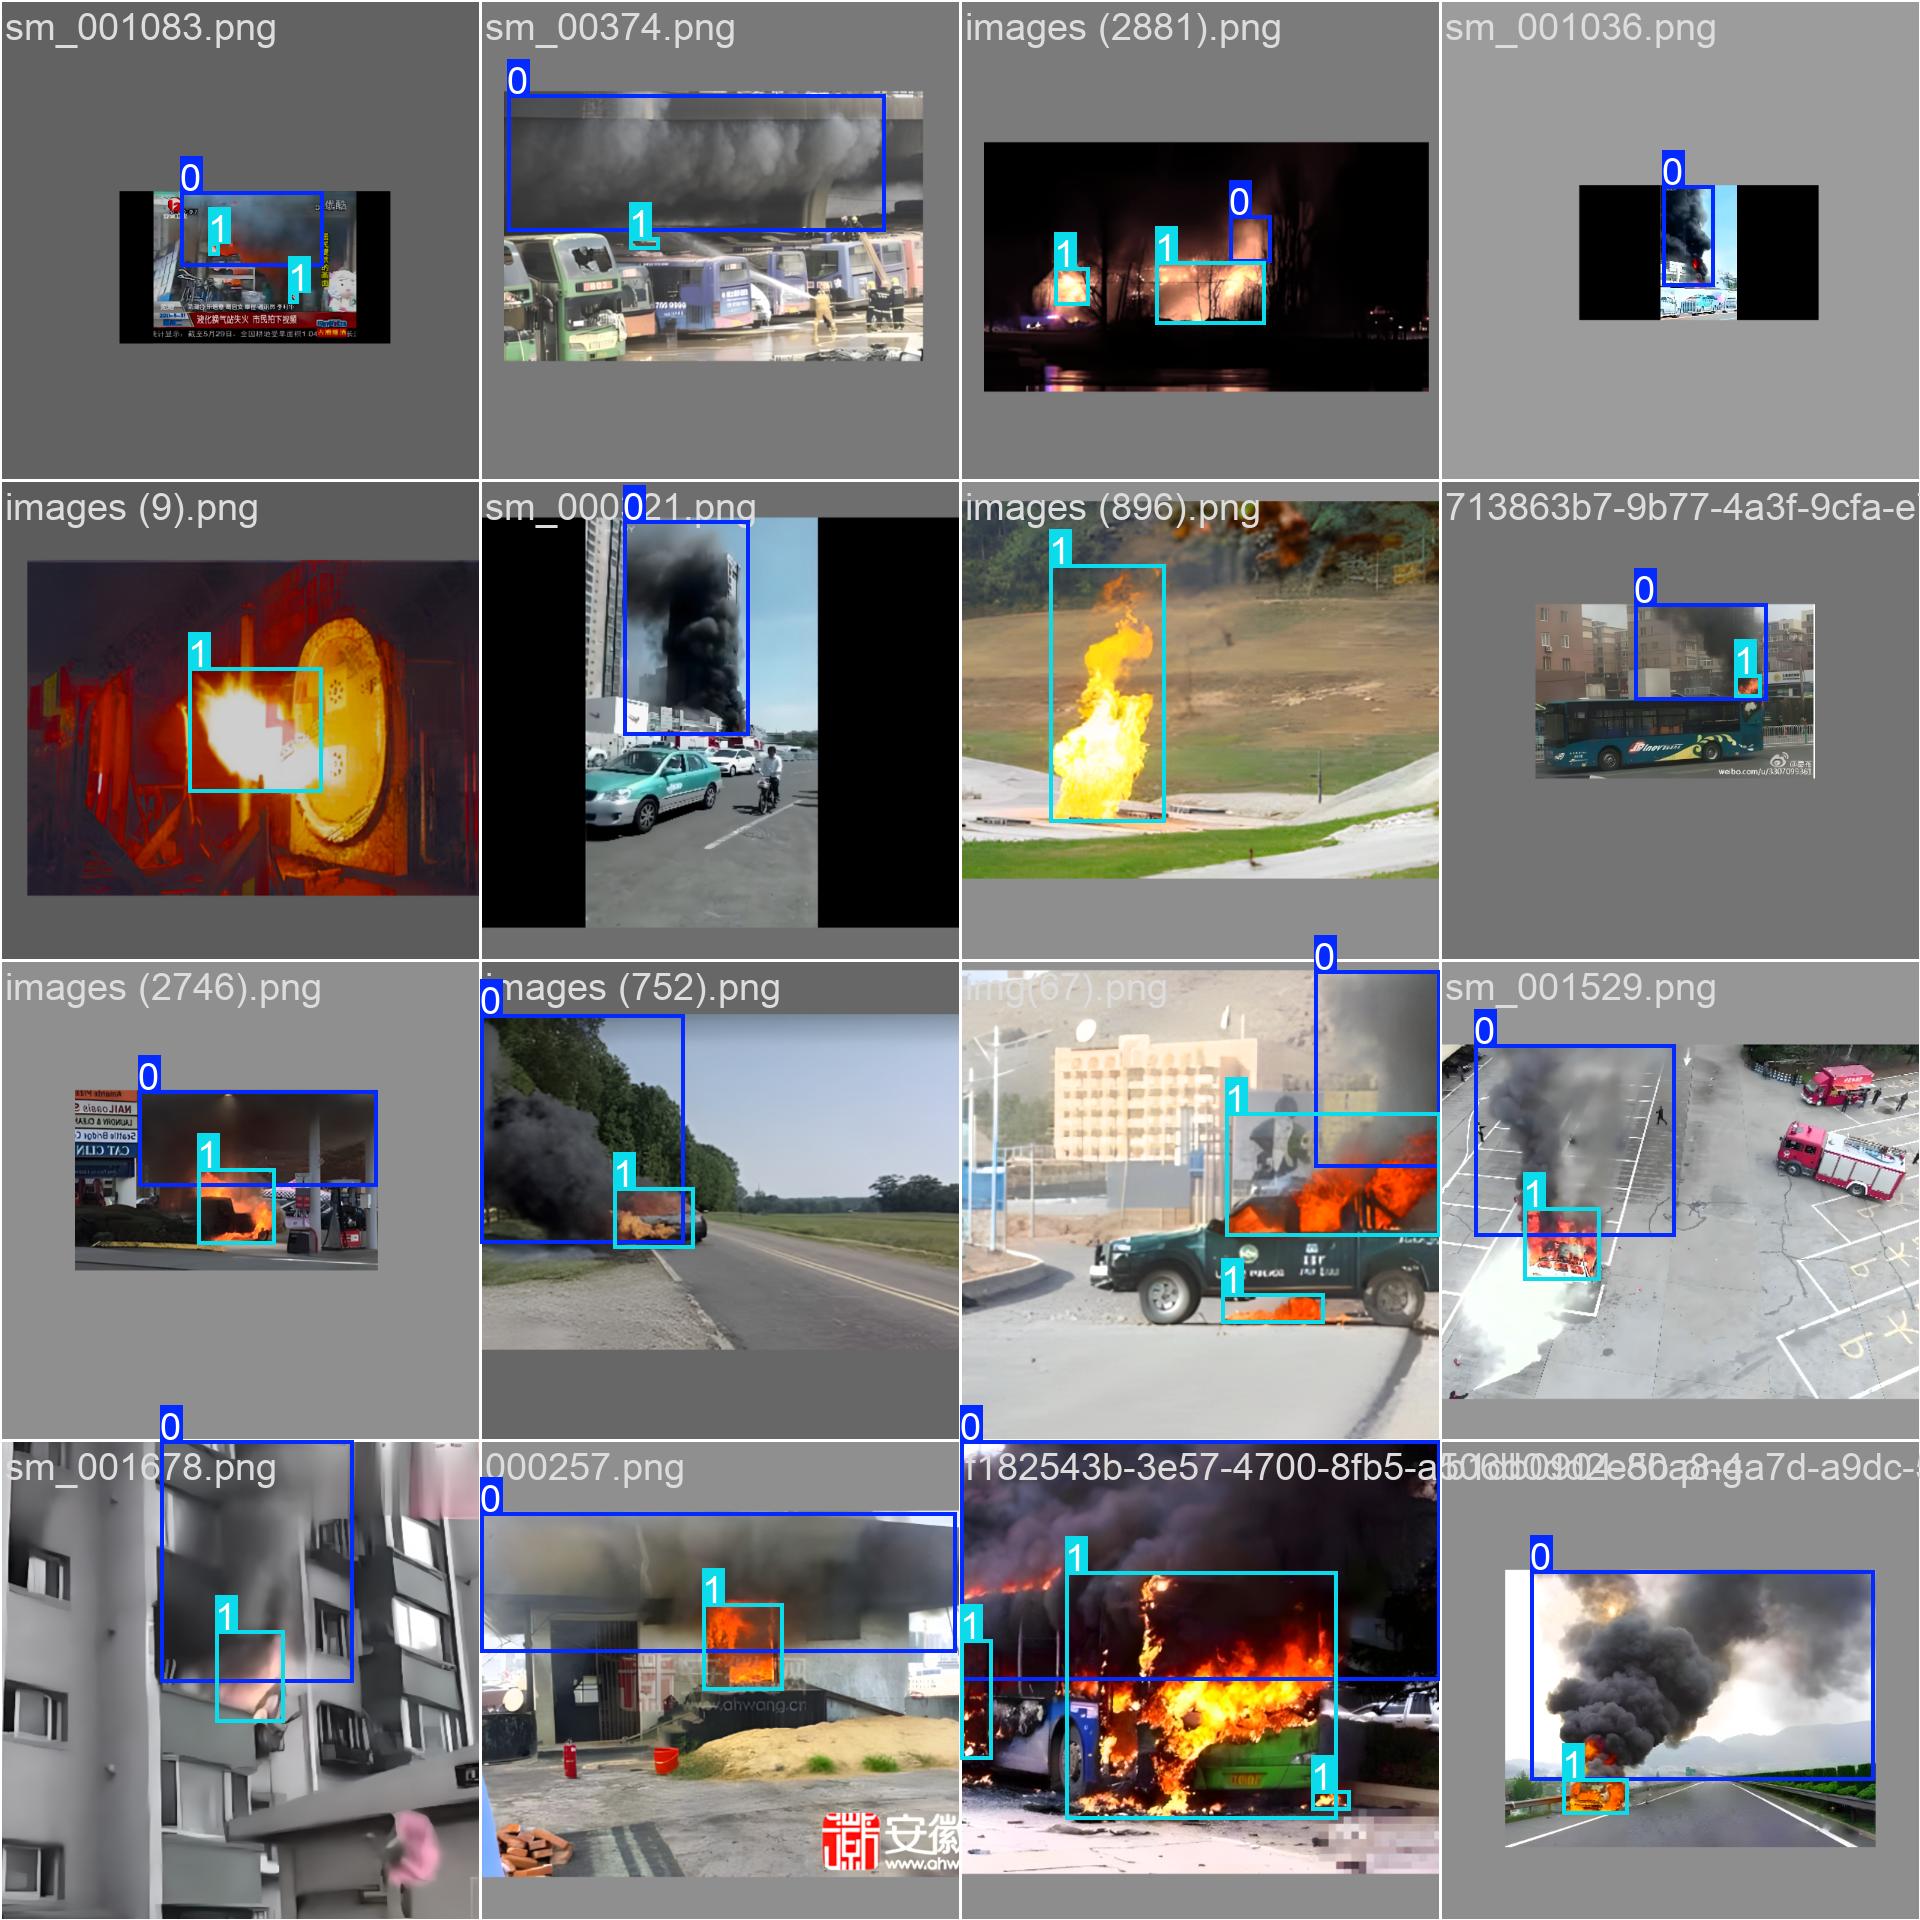 sm_001083.png
0
1
1
液化换气站失火 市民拍下视频
sm_00374.png
0
1
images (2881).png
0
1
1
sm_001036.png
0
images (9).png
1
sm_000021.png
0
images (896).png
1
713863b7-9b77-4a3f-9cfa-e
0
1
weibo.com/u/3307099361
images (2746).png
0
1
images (752).png
0
1
img(67).png
0
1
1
sm_001529.png
0
1
sm_001678.png
0
1
000257.png
0
1
www.ahwang.cn
安徽
www.ahw
f182543b-3e57-4700-8fb5-a
0
1
1
1
0
1